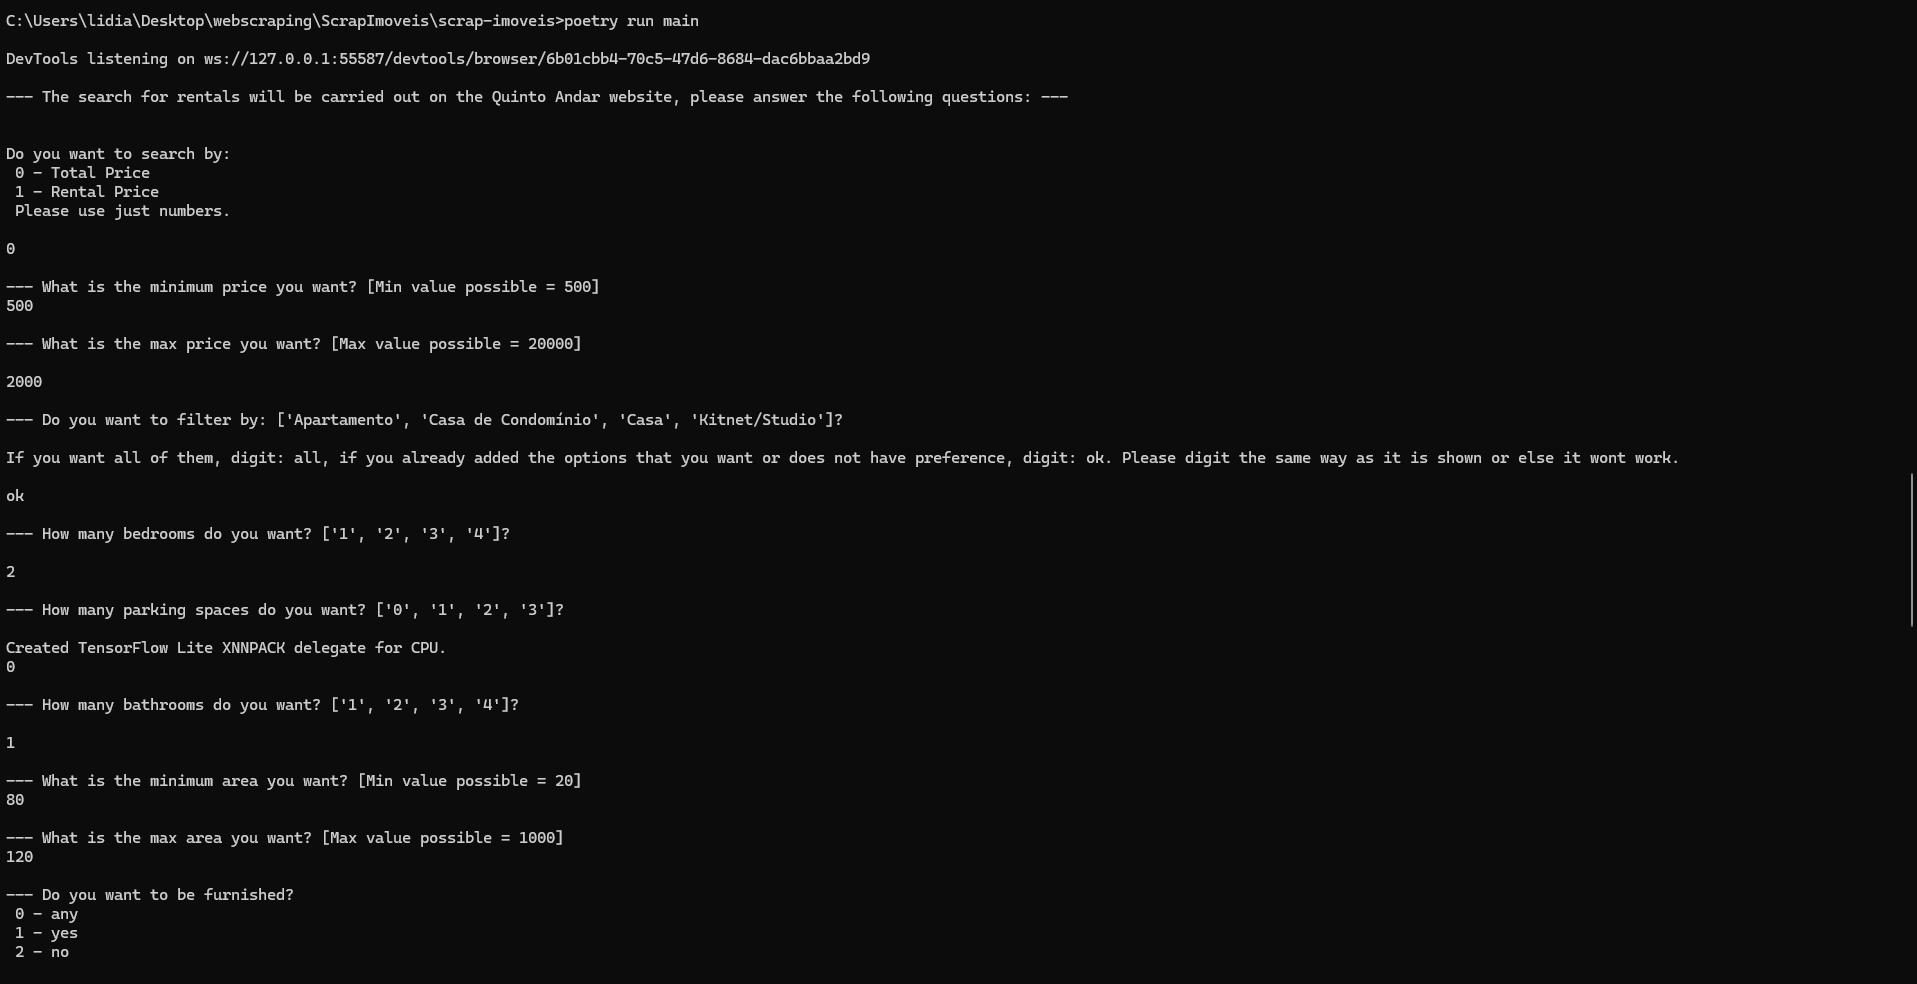 C:\Users\lidia\Desktop\webscraping\ScrapImoveis\scrap-imoveis>poetry run main
DevTools listening on ws://127.0.0.1:55587/devtools/browser/6b01cbb4-70c5-47d6-8684-dac6bbaa2bd9
--- The search for rentals will be carried out on the Quinto Andar website, please answer the following questions: ---
Do you want to search by:
0 - Total Price
1 - Rental Price
Please use just numbers.
0
--- What is the minimum price you want? [Min value possible = 500]
500
--- What is the max price you want? [Max value possible = 20000]
2000
--- Do you want to filter by: ['Apartamento', 'Casa de Condomínio', 'Casa', 'Kitnet/Studio']?
If you want all of them, digit: all, if you already added the options that you want or does not have preference, digit: ok. Please digit the same way as it is shown or else it wont work.
ok
--- How many bedrooms do you want? ['1', '2', '3', '4']?
2
--- How many parking spaces do you want? ['0', '1', '2', '3']?
Created TensorFlow Lite XNNPACK delegate for CPU.
0
--- How many bathrooms do you want? ['1', '2', '3', '4']?
1
--- What is the minimum area you want? [Min value possible = 20]
80
--- What is the max area you want? [Max value possible = 1000]
120
--- Do you want to be furnished?
0 - any
1 - yes
2 - no